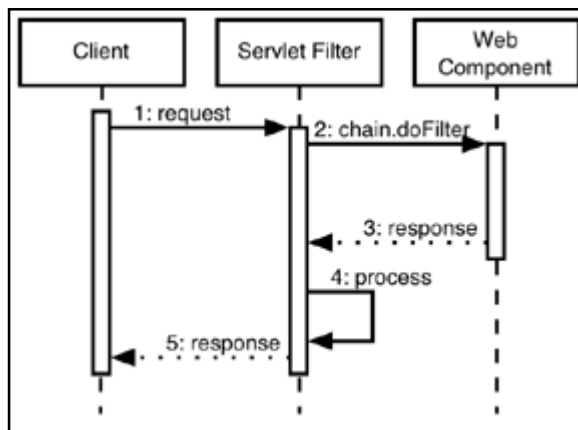 Client
Servlet Filter
Web
Component
1: request
2: chain.doFilter
3: response
4: process
5: response